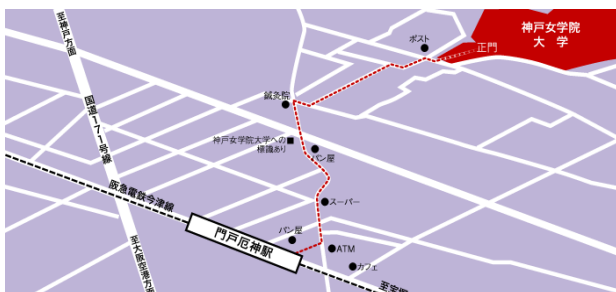 至神戸方面
国道171号線
至大阪空港方面
阪急電鉄今津線
門戸厄神駅
神戸女学院
大　学
正門
ポスト
鍼灸院
神戸女学院大学への
標識あり
パン屋
スーパー
パン屋
ATM
カフェ